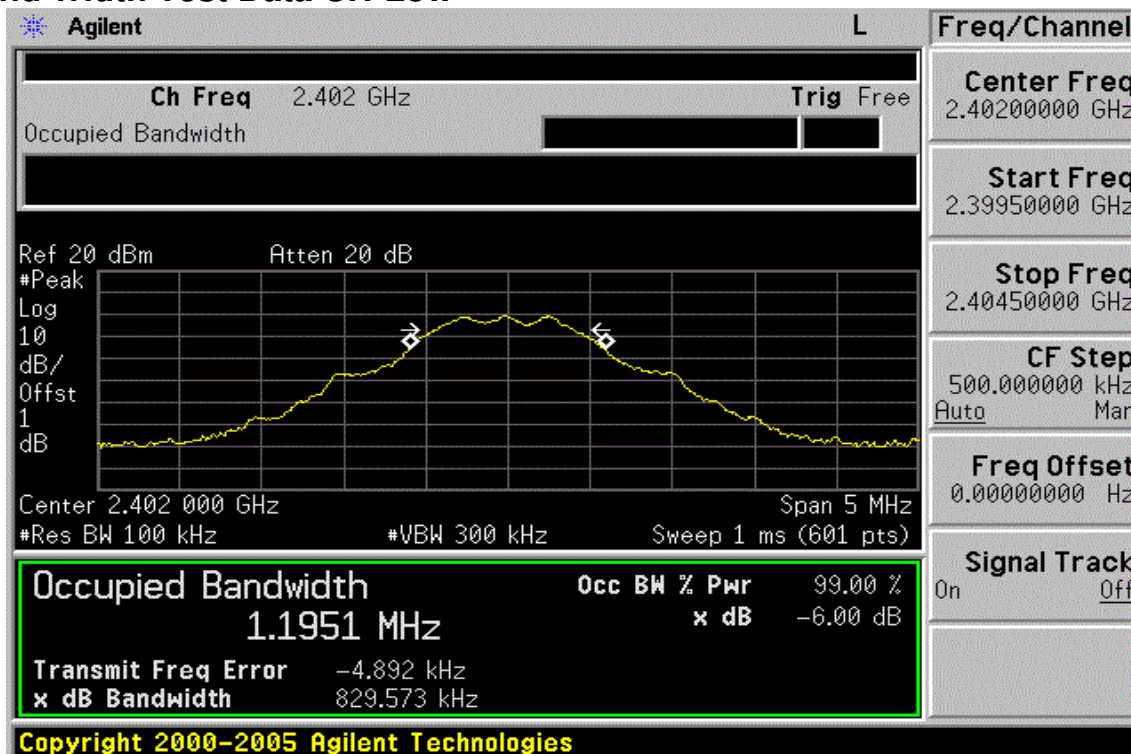 Agilent L Freq/Channel
Ch Freq 2.402 GHz Trig Free
Occupied Bandwidth
Center Freq
2.40200000 GHz
Start Freq
2.39950000 GHz
Stop Freq
2.40450000 GHz
CF Step
500.000000 kHz
Auto Man
Freq Offset
0.00000000 Hz
Signal Track
On Off
Ref 20 dBm Atten 20 dB
#Peak
Log
10
dB/
Offst
1
dB
Center 2.402 000 GHz Span 5 MHz
#Res BW 100 kHz #VBW 300 kHz Sweep 1 ms (601 pts)
Occupied Bandwidth Occ BW % Pwr 99.00 %
1.1951 MHz x dB -6.00 dB
Transmit Freq Error -4.892 kHz
x dB Bandwidth 829.573 kHz
Copyright 2000-2005 Agilent Technologies